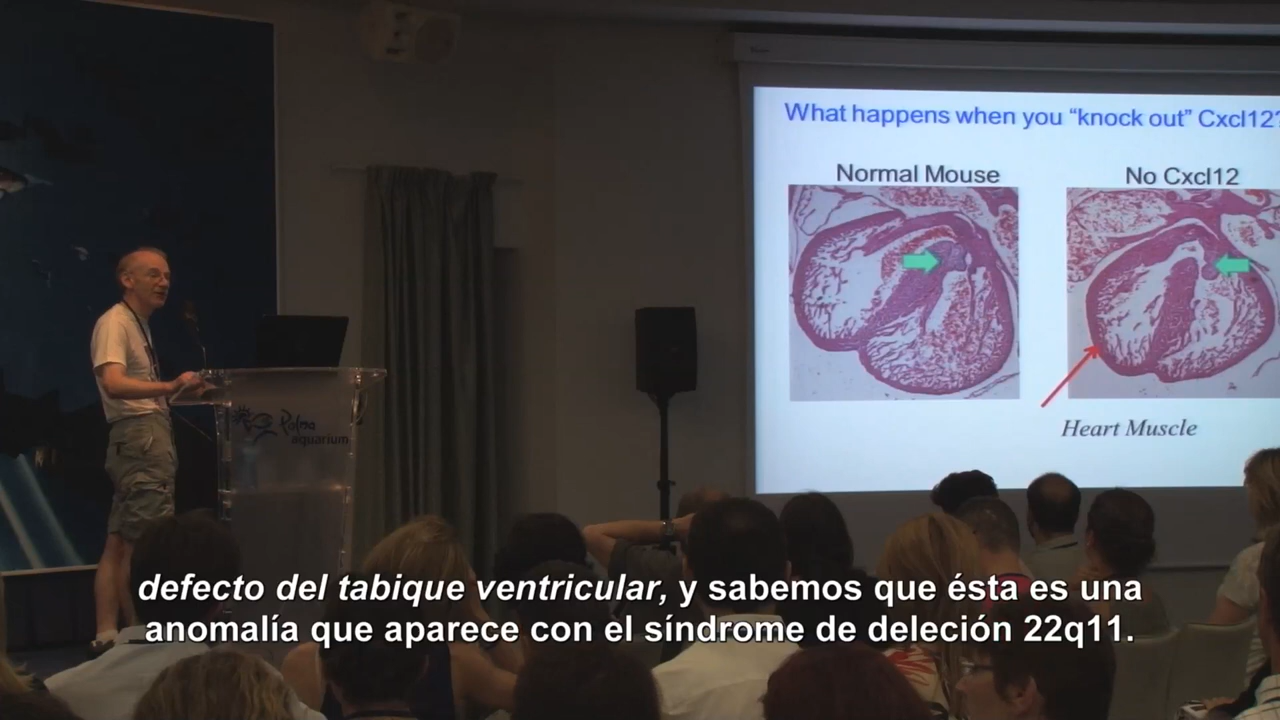 What happens when you “knock out” Cxcl12?
Normal Mouse
No Cxcl12
Heart Muscle
Palma
aquarium
defecto del tabique ventricular, y sabemos que ésta es una
anomalía que aparece con el síndrome de deleción 22q11.